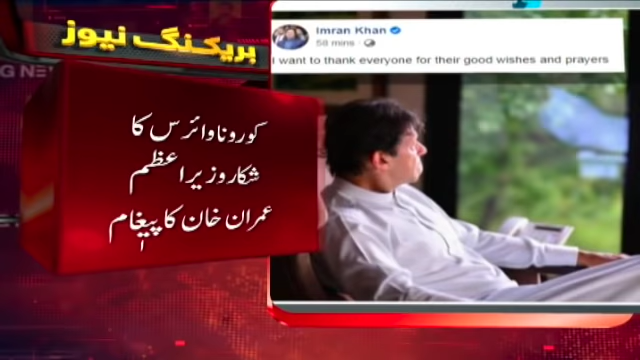 بریکنگ نیوز
Imran Khan
58 mins
I want to thank everyone for their good wishes and prayers
کورونا وائرس کا
شکار وزیراعظم
عمران خان کا پیغام